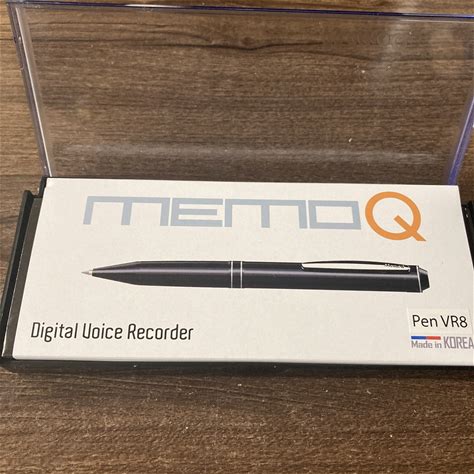 memoQ
Digital Voice Recorder
Pen VR8
Made in KOREA